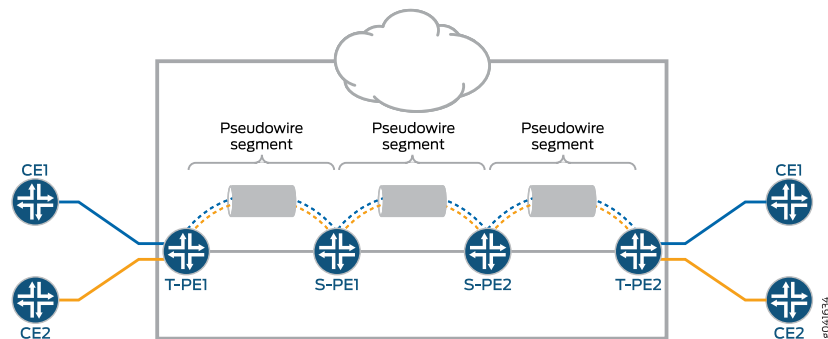 Pseudowire
segment
Pseudowire
segment
Pseudowire
segment
CE1
CE1
T-PE1
S-PE1
S-PE2
T-PE2
CE2
CE2
g041634